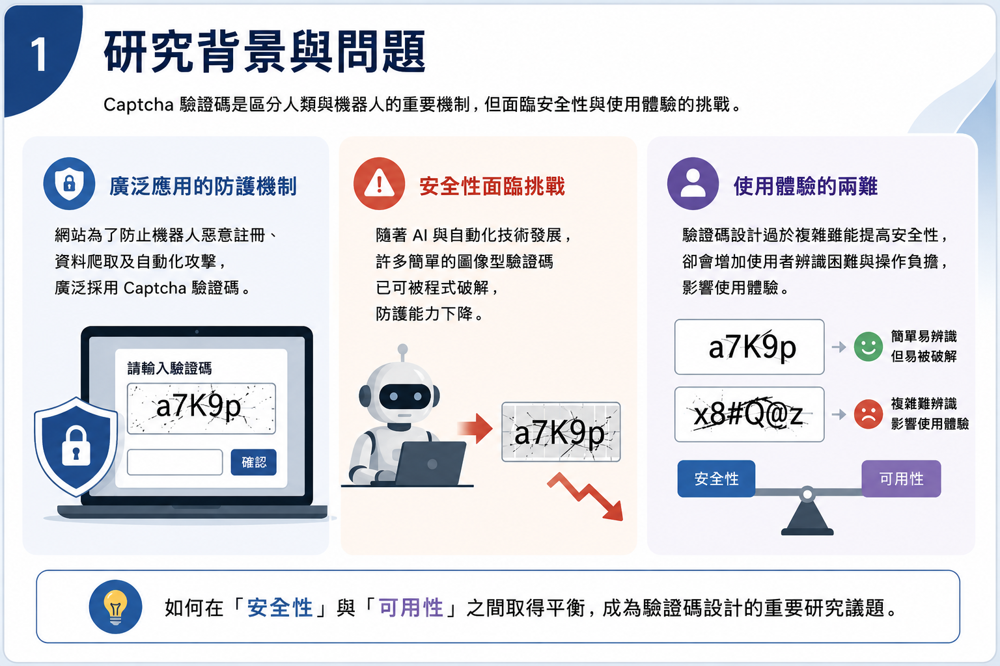 1
研究背景與問題
Captcha 驗證碼是區分人類與機器人的重要機制，但面臨安全性與使用體驗的挑戰。
廣泛應用的防護機制
網站為了防止機器人惡意註冊、
資料爬取及自動化攻擊，
廣泛採用 Captcha 驗證碼。
請輸入驗證碼
a7K9p
確認
安全性面臨挑戰
隨著 AI 與自動化技術發展，
許多簡單的圖像型驗證碼
已可被程式破解，
防護能力下降。
a7K9p
使用體驗的兩難
驗證碼設計過於複雜雖能提高安全性，
卻會增加使用者辨識困難與操作負擔，
影響使用體驗。
a7K9p
簡單易辨識
但易被破解
x8#Q@z
複雜難辨識
影響使用體驗
安全性
可用性
如何在「安全性」與「可用性」之間取得平衡，成為驗證碼設計的重要研究議題。